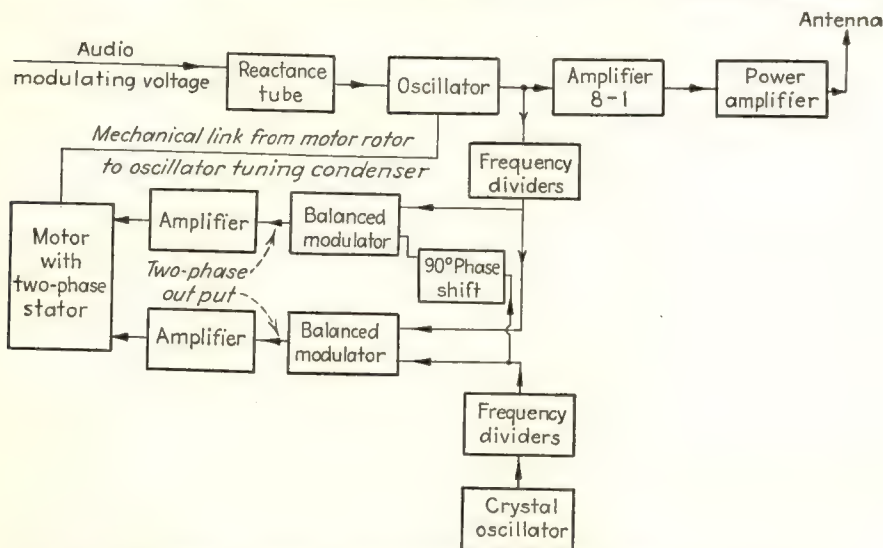 Antenna
Audio
modulating voltage
Reactance
tube
Oscillator
Amplifier
8-1
Power
amplifier
Mechanical link from motor rotor
to oscillator tuning condenser
Frequency
dividers
Motor
with
two-phase
stator
Amplifier
Balanced
modulator
90° Phase
shift
Two-phase
out put
Amplifier
Balanced
modulator
Frequency
dividers
Crystal
oscillator